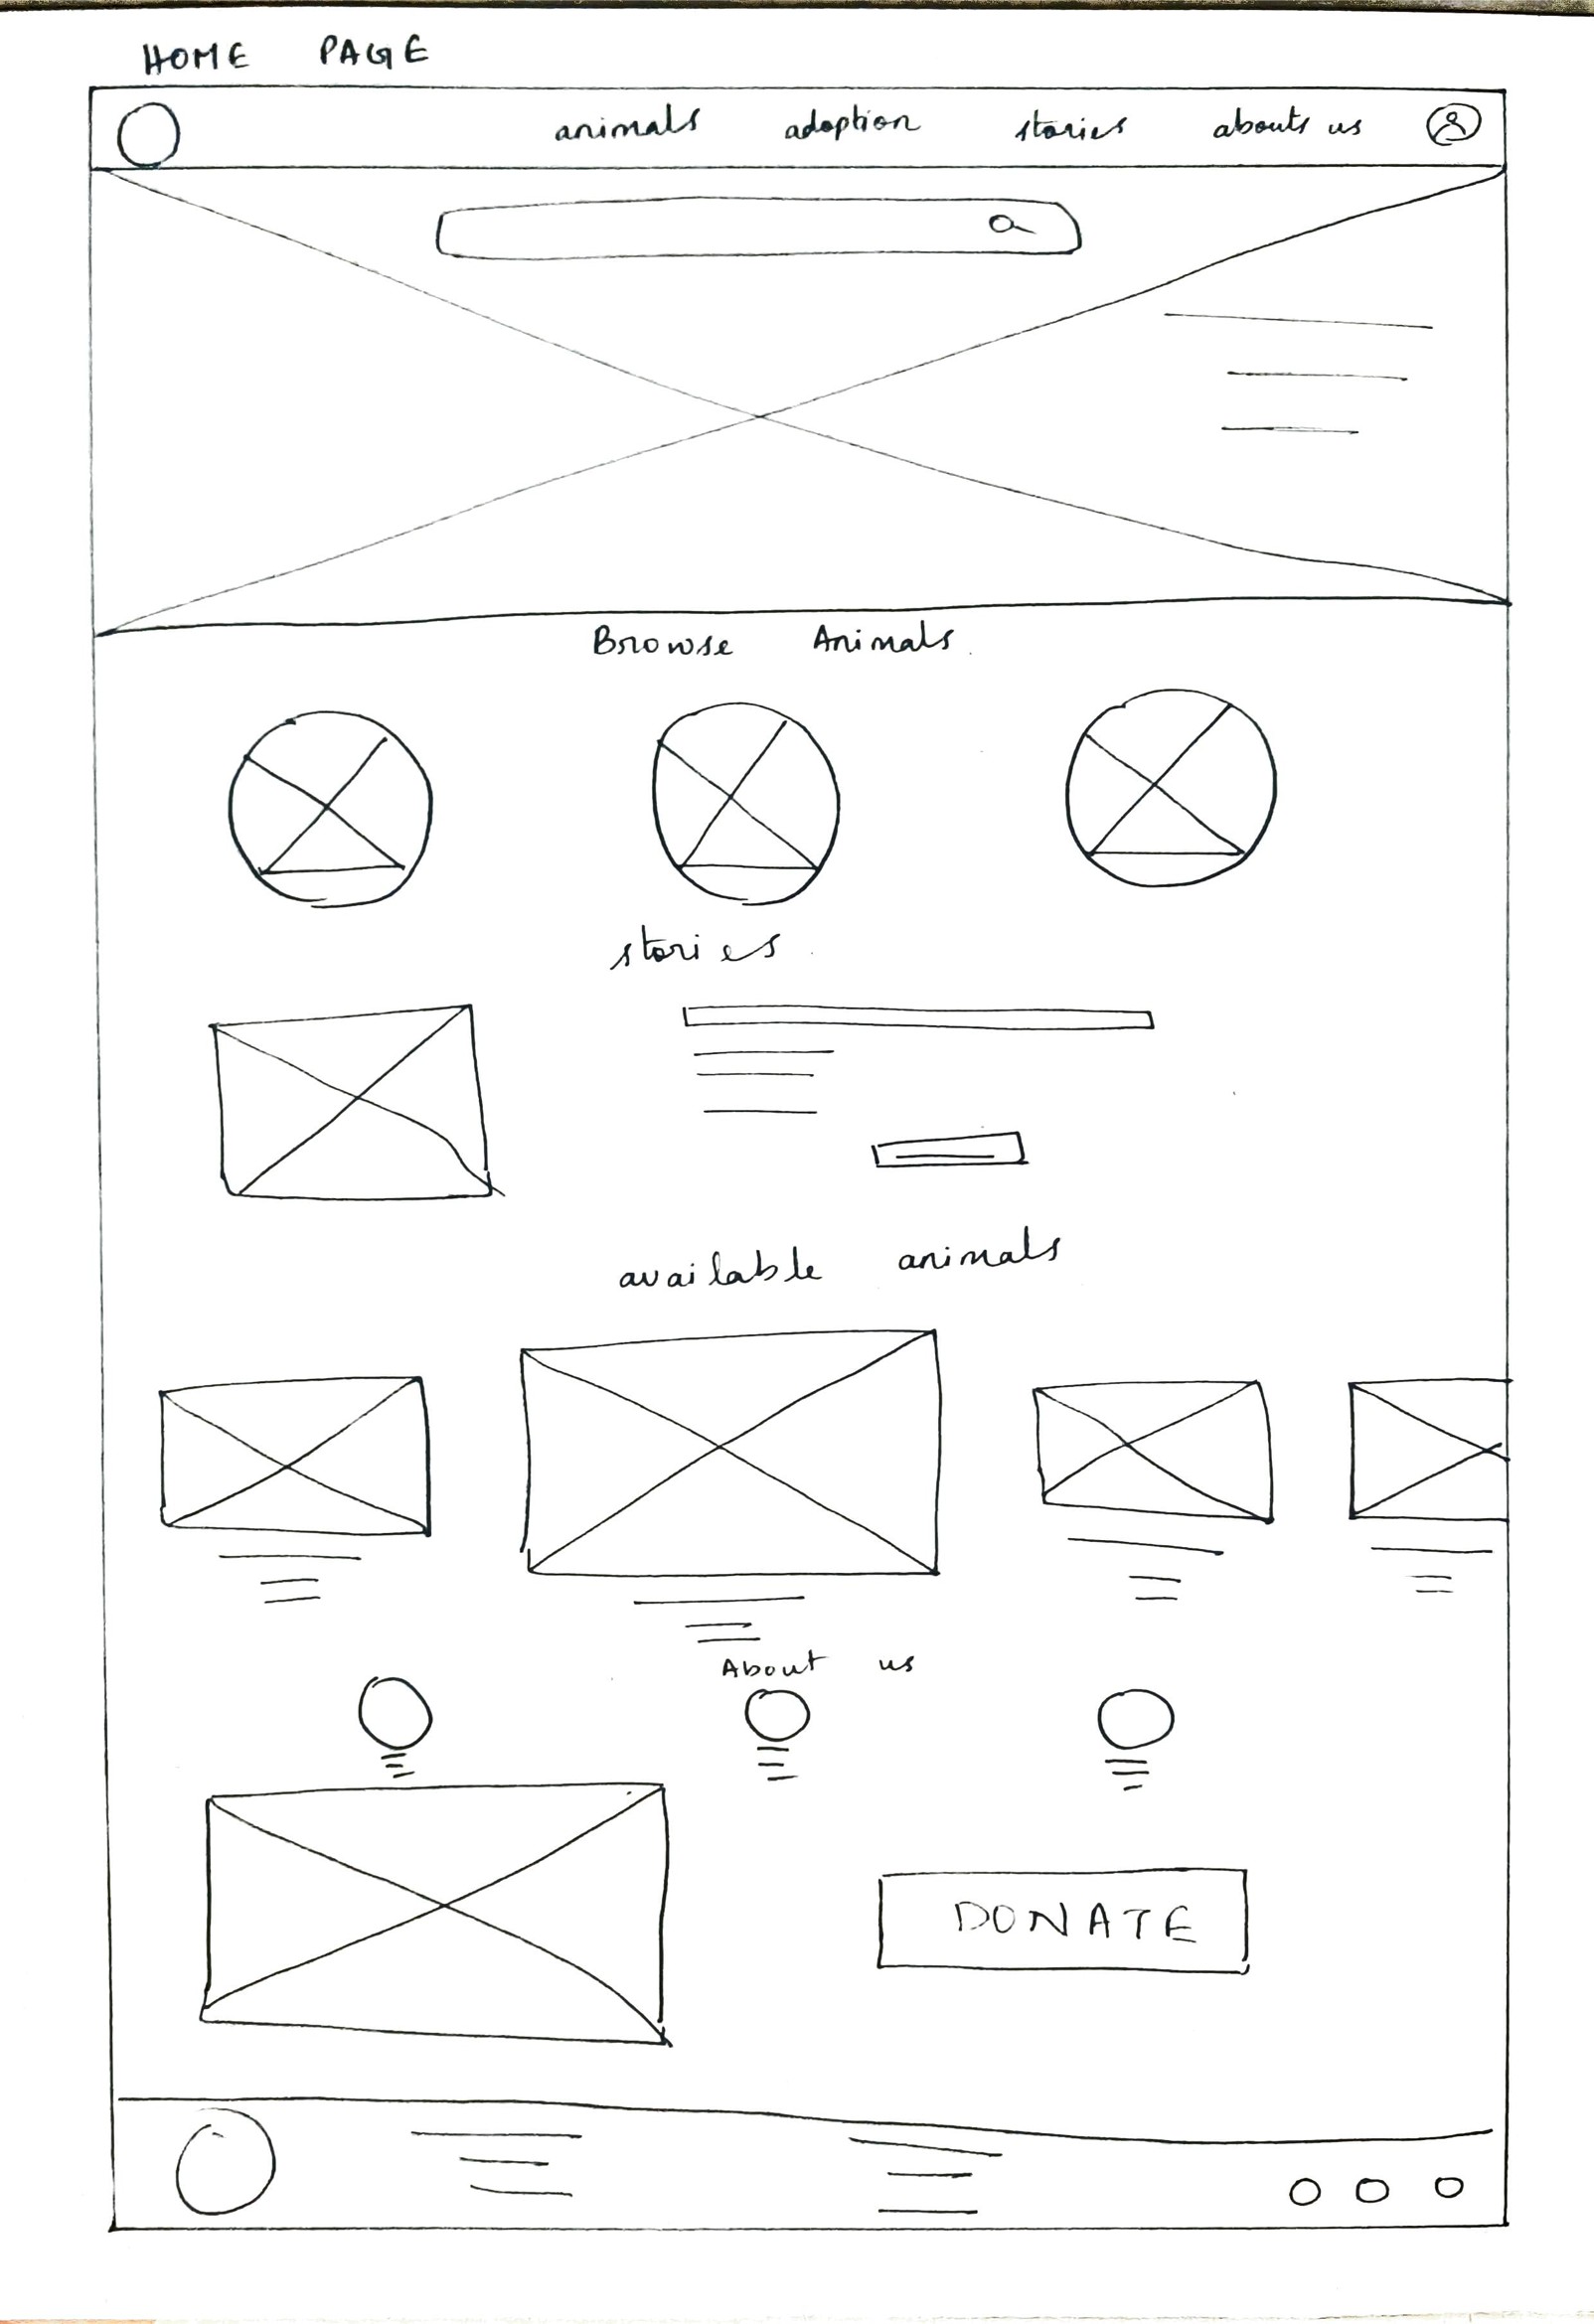 HOME PAGE
animals adoption stories abouts us
Browse Animals
stories
available animals
About us
DONATE